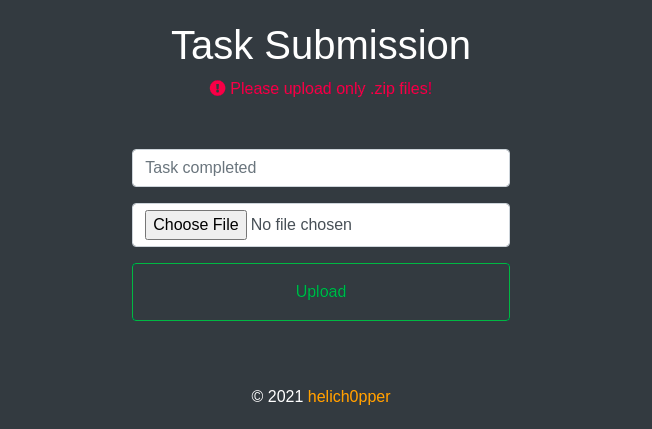 Task Submission
Please upload only .zip files!
Task completed
Choose File No file chosen
Upload
© 2021 helich0pper